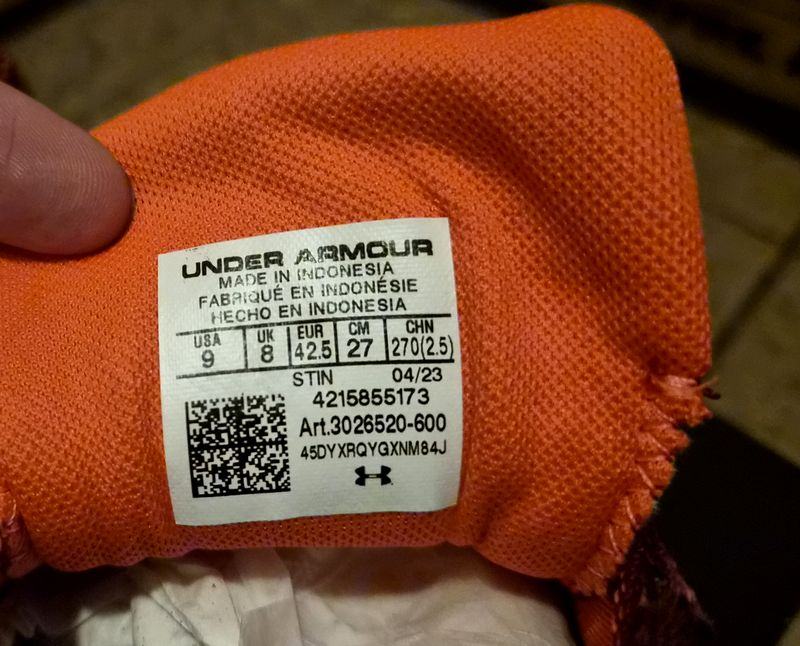 UNDER ARMOUR
MADE IN INDONESIA
FABRIQUÉ EN INDONÉSIE
HECHO EN INDONESIA
USA UK EUR CM CHN
9 8 42.5 27 270(2.5)
STIN 04/23
4215855173
Art.3026520-600
45DYXRQYGXNM84J